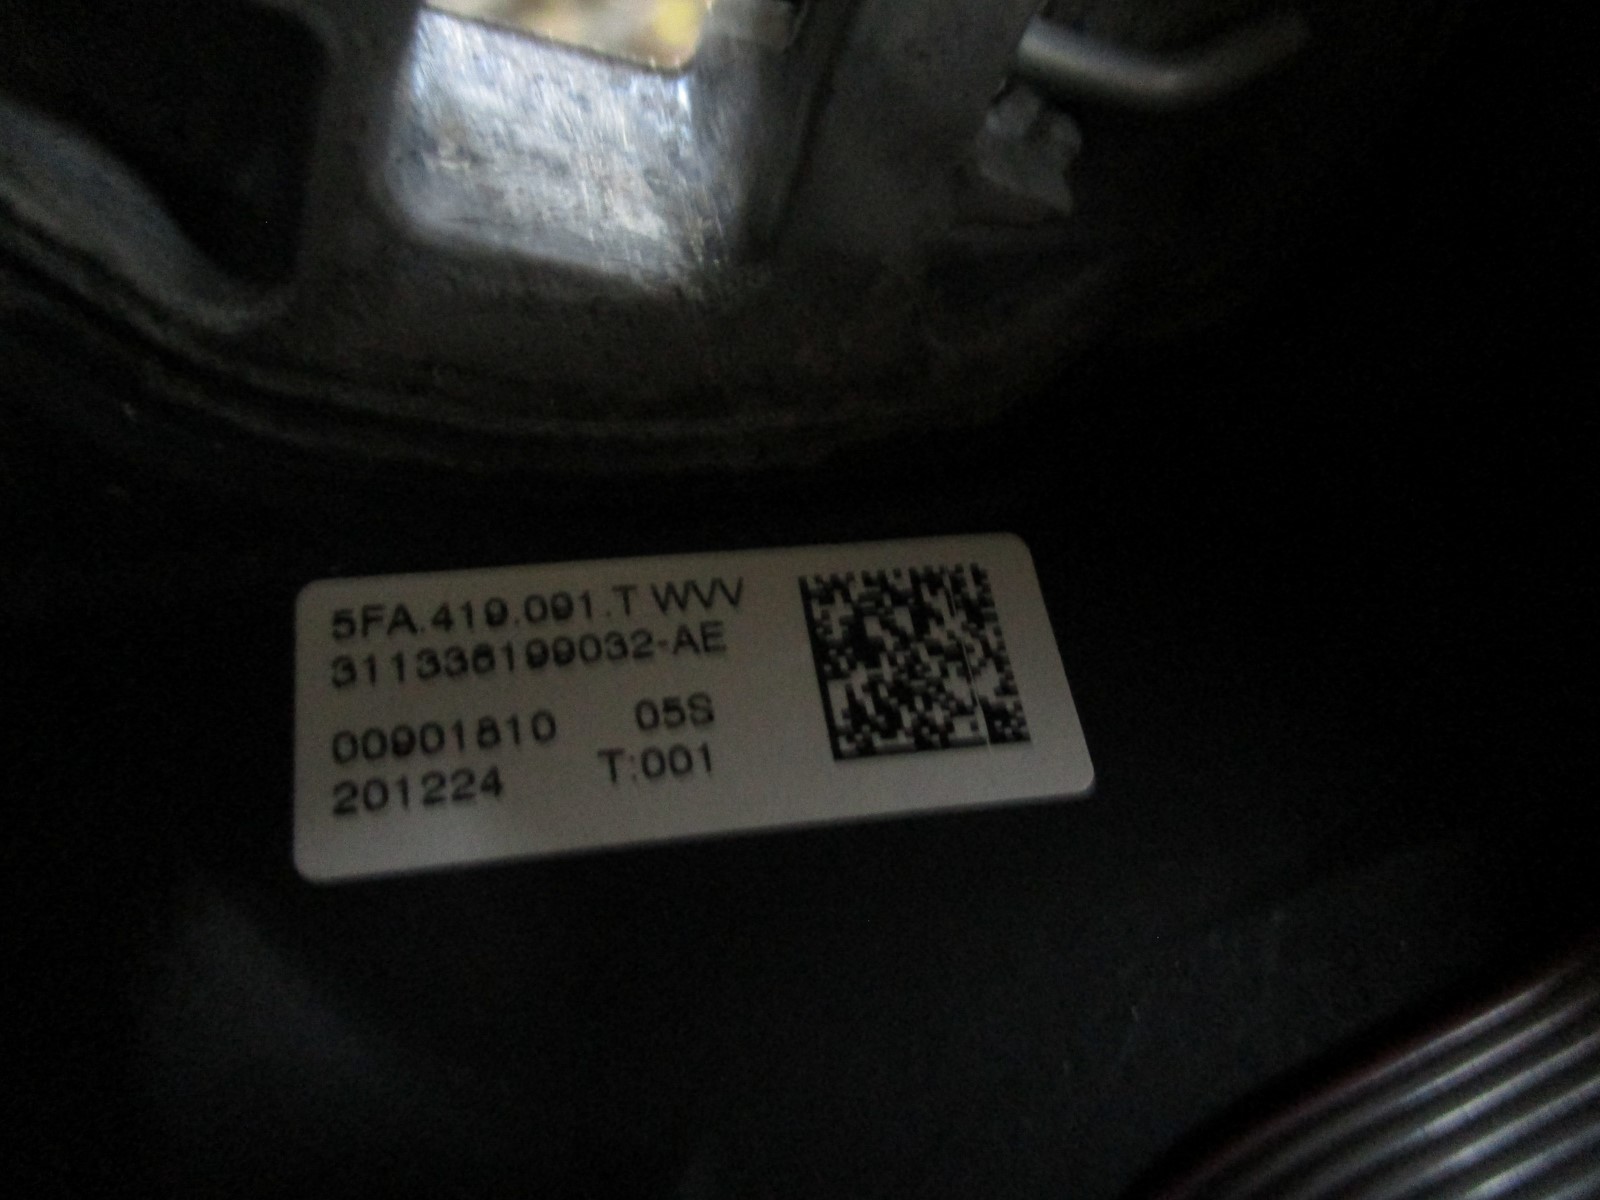 5FA.419.091.T WVV
311336199032-AE
00901810 05S
201224 T:001